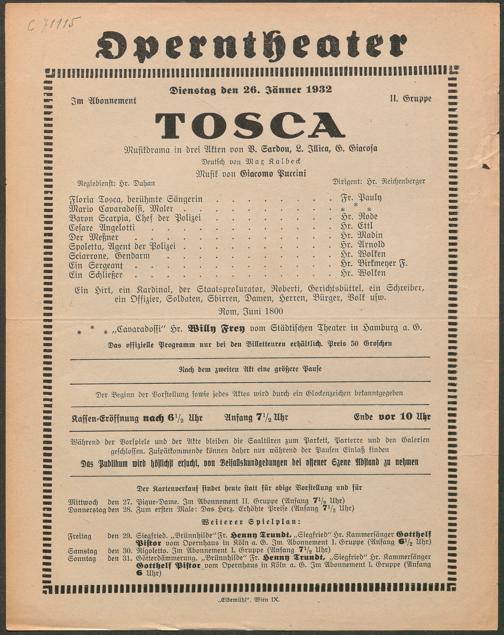 C 71115
Operntheater
Dienstag den 26. Jänner 1932
Im Abonnement II. Gruppe
TOSCA
Musikdrama in drei Akten von V. Sardou, L. Illica, G. Giacosa
Deutsch von Max Kalbeck
Musik von Giacomo Puccini
Regiedienst: Hr. Duhan Dirigent: Hr. Reichenberger
Floria Tosca, berühmte Sängerin . . . . . . . Fr. Pauly
Mario Cavaradossi, Maler . . . . . . . * * *
Baron Scarpia, Chef der Polizei . . . . . . . Hr. Rode
Cesare Angelotti . . . . . . . Hr. Ettl
Der Meßner . . . . . . . Hr. Madin
Spoletta, Agent der Polizei . . . . . . . Hr. Arnold
Sciarrone, Gendarm . . . . . . . Hr. Wolken
Ein Sergeant . . . . . . . Hr. Birkmeyer F.
Ein Schließer . . . . . . . Hr. Wolken
Ein Hirt, ein Kardinal, der Staatsprokurator, Roberti, Gerichtsbüttel, ein Schreiber,
ein Offizier, Soldaten, Sbirren, Damen, Herren, Bürger, Volk usw.
Rom, Juni 1800
* * * „Cavaradossi“ Hr. Willy Frey vom Städtischen Theater in Hamburg a. G.
Das offizielle Programm nur bei den Billetteuren erhältlich. Preis 50 Groschen
Nach dem zweiten Akt eine größere Pause
Der Beginn der Vorstellung sowie jedes Aktes wird durch ein Glockenzeichen bekanntgegeben
Kassen-Eröffnung nach 6½ Uhr Anfang 7½ Uhr Ende vor 10 Uhr
Während der Vorspiele und der Akte bleiben die Saaltüren zum Parkett, Parterre und den Galerien
geschlossen. Zuspätkommende können daher nur während der Pausen Einlaß finden
Das Publikum wird höflichst ersucht, von Beifallskundgebungen bei offener Szene Abstand zu nehmen
Der Kartenverkauf findet heute statt für obige Vorstellung und für
Mittwoch den 27. Pique-Dame. Im Abonnement II. Gruppe (Anfang 7½ Uhr)
Donnerstag den 28. Zum ersten Male: Das Herz. Erhöhte Preise (Anfang 7½ Uhr)
Weiterer Spielplan:
Freitag den 29. Siegfried. „Brünnhilde“ Fr. Henny Trundt, „Siegfried“ Hr. Kammersänger Gotthelf
Pistor vom Opernhaus in Köln a. G. Im Abonnement I. Gruppe (Anfang 6½ Uhr)
Samstag den 30. Rigoletto. Im Abonnement I. Gruppe (Anfang 7½ Uhr)
Sonntag den 31. Götterdämmerung. „Brünnhilde“ Fr. Henny Trundt, „Siegfried“ Hr. Kammersänger
Gotthelf Pistor vom Opernhaus in Köln a. G. Im Abonnement I. Gruppe (Anfang
6 Uhr)
„Elbemühl“, Wien IX.